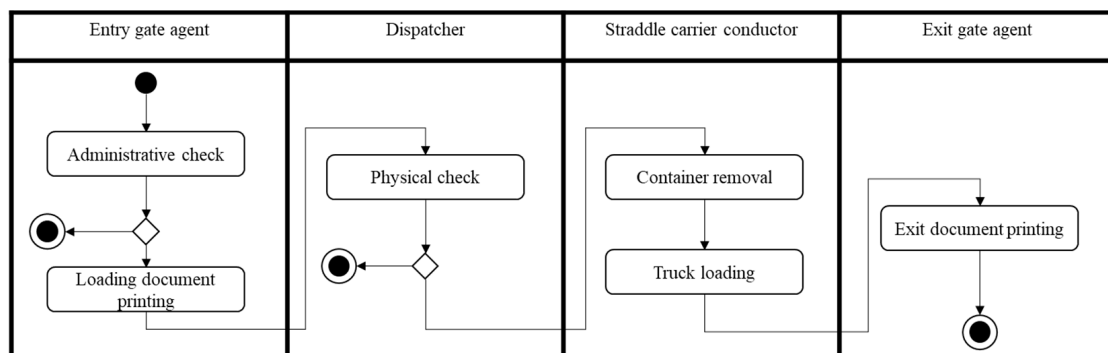 Entry gate agent
Dispatcher
Straddle carrier conductor
Exit gate agent
Administrative check
Loading document
printing
Physical check
Container removal
Truck loading
Exit document printing